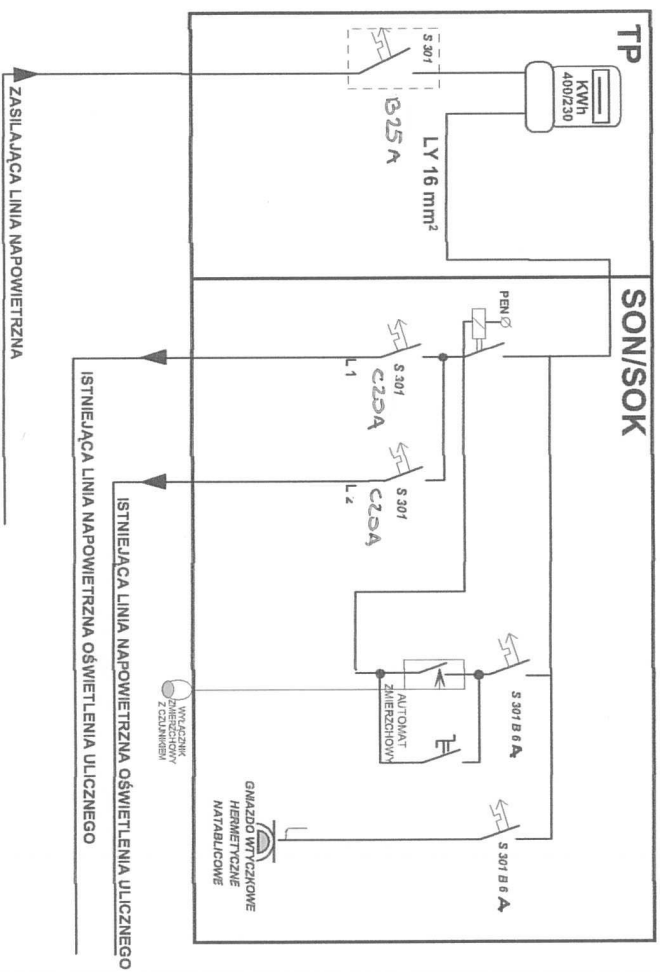 TP
KWh
400/230
S 301
B25 A
LY 16 mm²
ZASILAJĄCA LINIA NAPOWIETRZNA
SON/SOK
PEN
S 301
C20A
L 1
S 301
C20A
L 2
ISTNIEJĄCA LINIA NAPOWIETRZNA OŚWIETLENIA ULICZNEGO
ISTNIEJĄCA LINIA NAPOWIETRZNA OŚWIETLENIA ULICZNEGO
S 301 B 6 A
AUTOMAT
ZMIERZCHOWY
WYŁĄCZNIK
ZMIERZCHOWY
Z CZUJNIKIEM
S 301 B 6 A
GNIAZDO WTYCZKOWE
HERMETYCZNE
NATABLICOWE